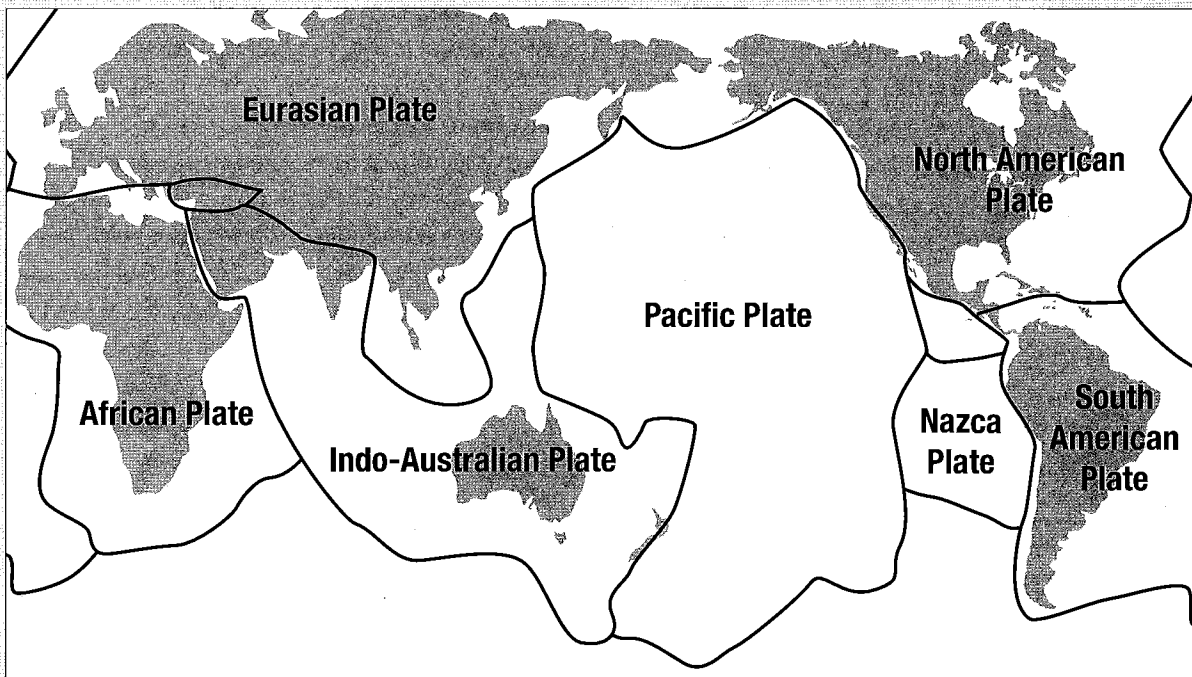 Eurasian Plate
North American
Plate
Pacific Plate
African Plate
Indo-Australian Plate
Nazca
Plate
South
American
Plate